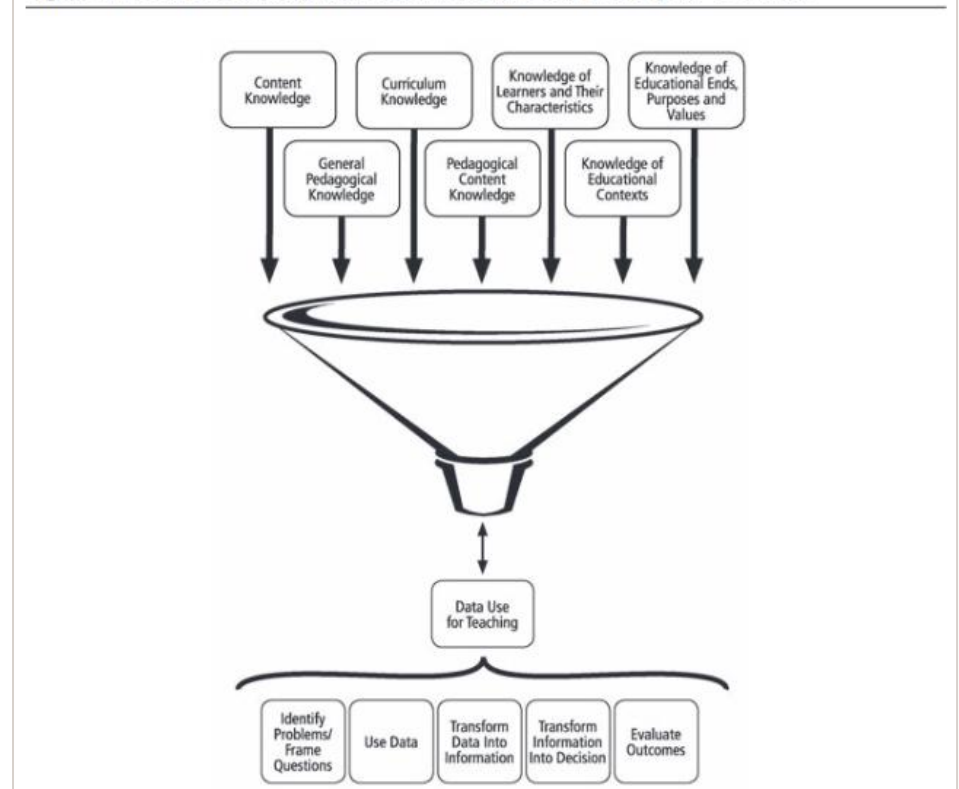 Content
Knowledge
Curriculum
Knowledge
Knowledge of
Learners and Their
Characteristics
Knowledge of
Educational Ends,
Purposes and
Values
General
Pedagogical
Knowledge
Pedagogical
Content
Knowledge
Knowledge of
Educational
Contexts
Data Use
for Teaching
Identify
Problems/
Frame
Questions
Use Data
Transform
Data Into
Information
Transform
Information
Into Decision
Evaluate
Outcomes